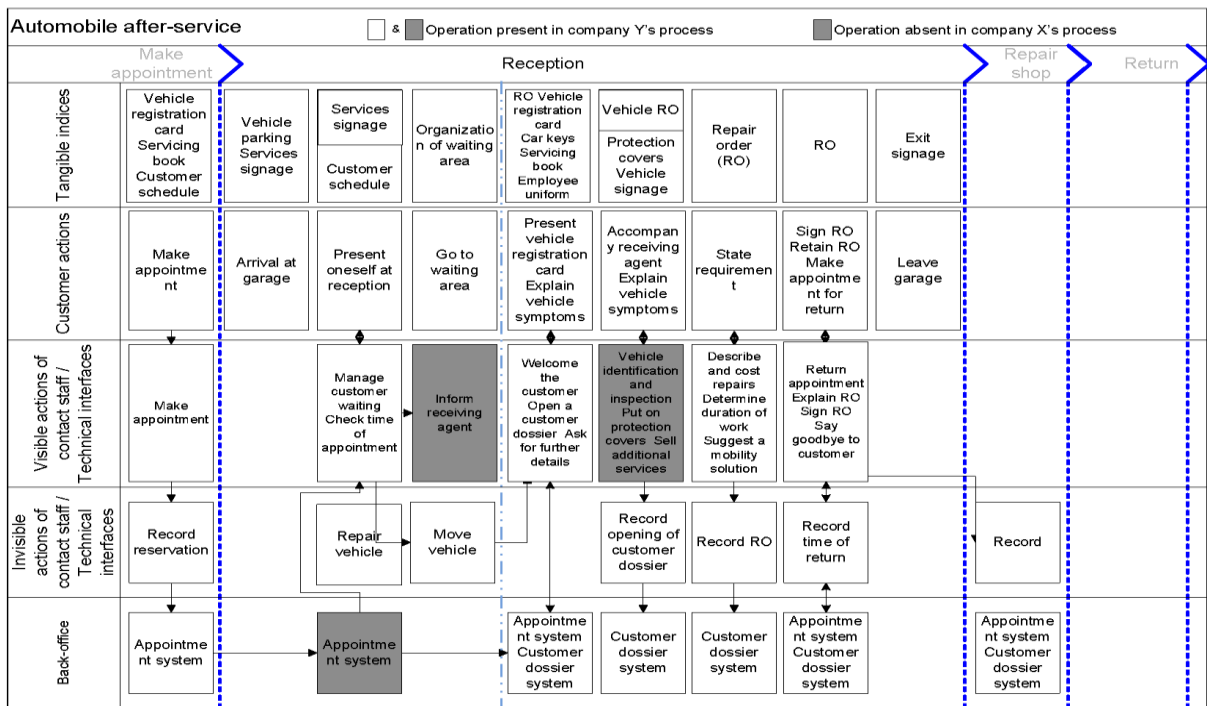 Automobile after-service
&
Operation present in company Y's process
Operation absent in company X's process
Make
appointment
Reception
Repair
shop
Return
Tangible indices
Vehicle
registration
card
Servicing
book
Customer
schedule
Vehicle
parking
Services
signage
Services
signage
Customer
schedule
Organizatio
n of waiting
area
RO Vehicle
registration
card
Car keys
Servicing
book
Employee
uniform
Vehicle RO
Protection
covers
Vehicle
signage
Repair
order
(RO)
RO
Exit
signage
Customer actions
Make
appointme
nt
Arrival at
garage
Present
oneself at
reception
Go to
waiting
area
Present
vehicle
registration
card
Explain
vehicle
symptoms
Accompan
y receiving
agent
Explain
vehicle
symptoms
State
requiremen
t
Sign RO
Retain RO
Make
appointme
nt for
return
Leave
garage
Visible actions of
contact staff /
Technical interfaces
Make
appointment
Manage
customer
waiting
Check time
of
appointment
Inform
receiving
agent
Welcome
the
customer
Open a
customer
dossier Ask
for further
details
Vehicle
identification
and
inspection
Put on
protection
covers Sell
additional
services
Describe
and cost
repairs
Determine
duration of
work
Suggest a
mobility
solution
Return
appointment
Explain RO
Sign RO
Say
goodbye to
customer
Invisible
actions of
contact staff /
Technical
interfaces
Record
reservation
Repair
vehicle
Move
vehicle
Record
opening of
customer
dossier
Record RO
Record
time of
return
Record
Back-office
Appointme
nt system
Appointme
nt system
Appointme
nt system
Customer
dossier
system
Customer
dossier
system
Customer
dossier
system
Appointme
nt system
Customer
dossier
system
Appointme
nt system
Customer
dossier
system